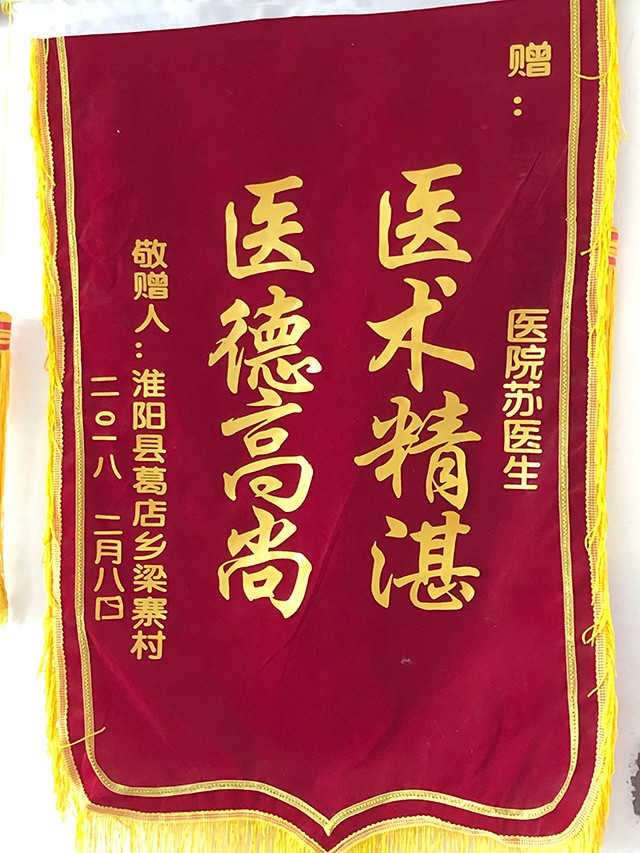 赠：
医院苏医生
医术精湛
医德高尚
敬赠人：淮阳县葛店乡梁寨村
二〇一八 二月八日